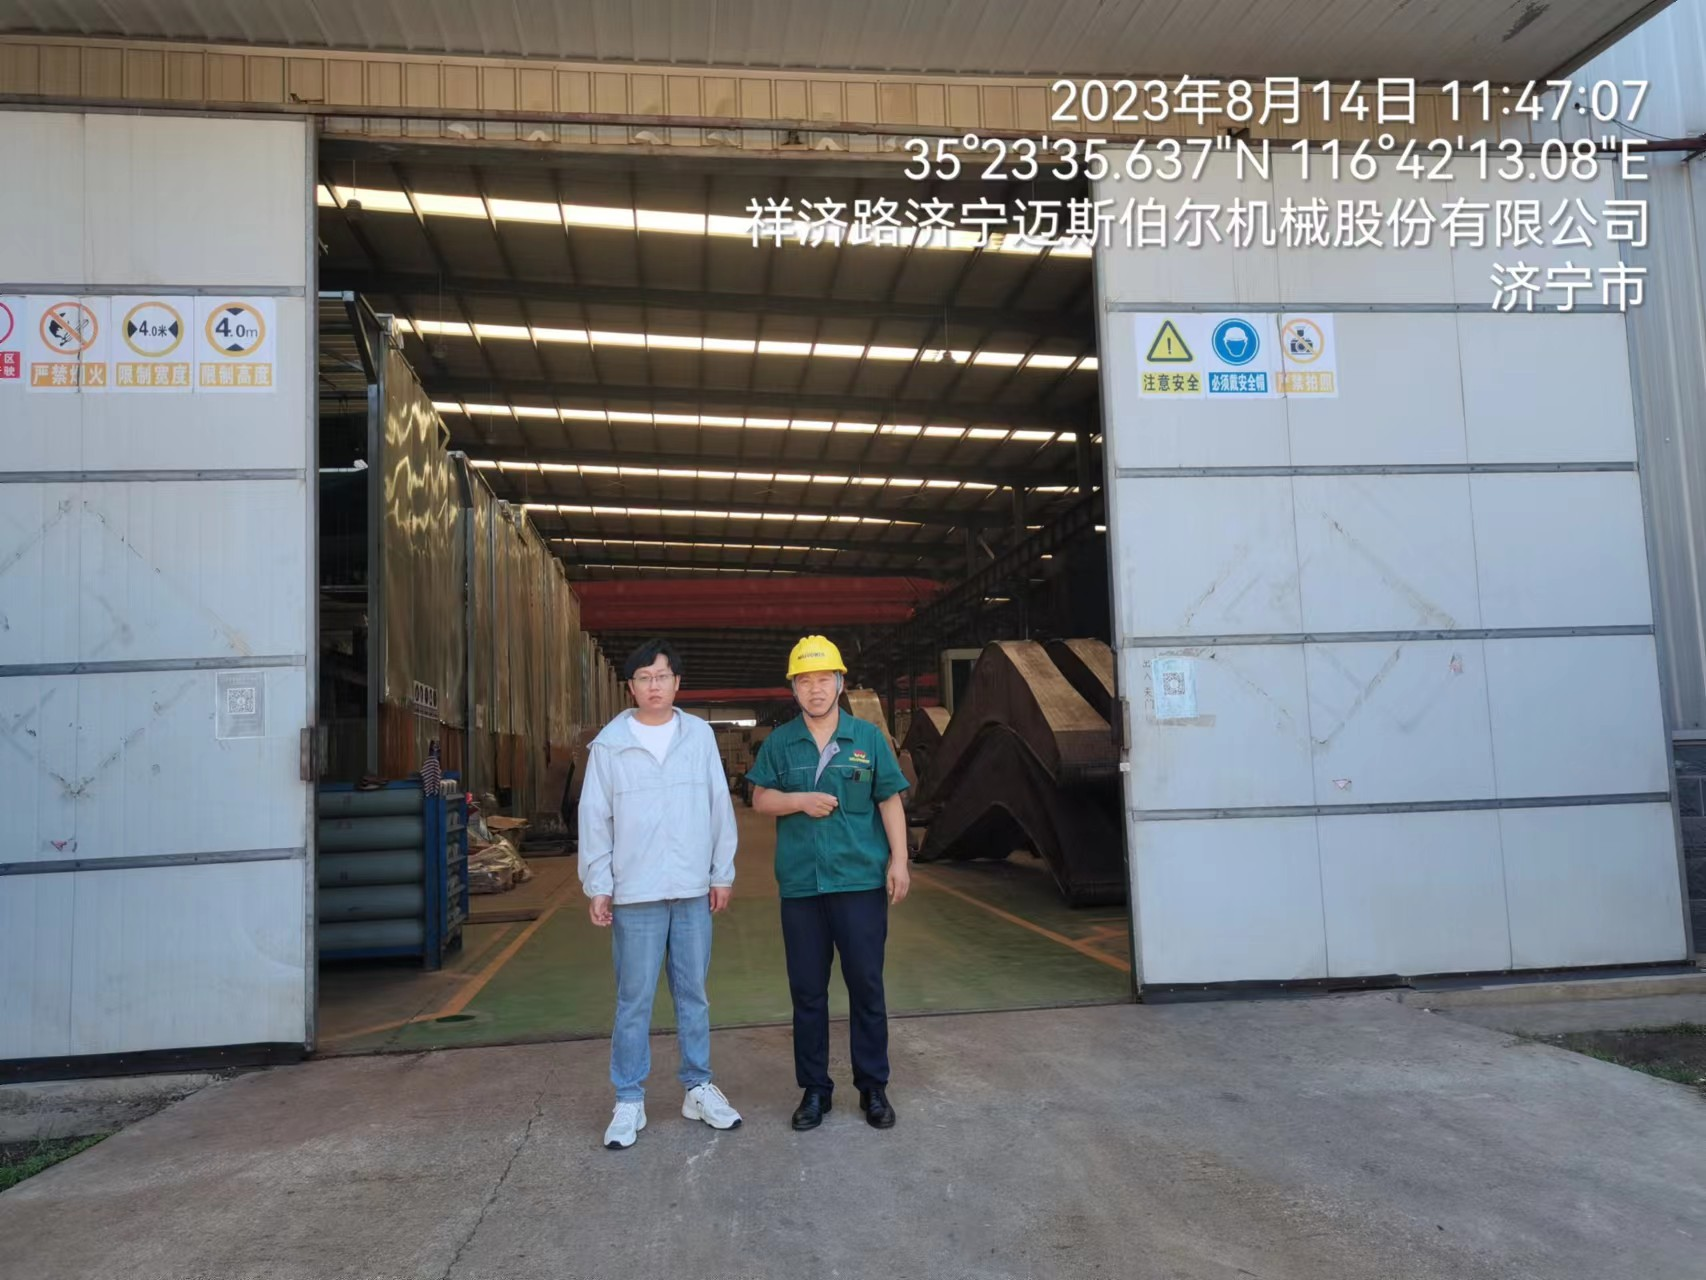 2023年8月14日 11:47:07
35°23'35.637"N 116°42'13.08"E
祥济路济宁迈斯伯尔机械股份有限公司
济宁市
严禁烟火
4.0米
限制宽度
4.0m
限制高度
注意安全
必须戴安全帽
严禁拍照